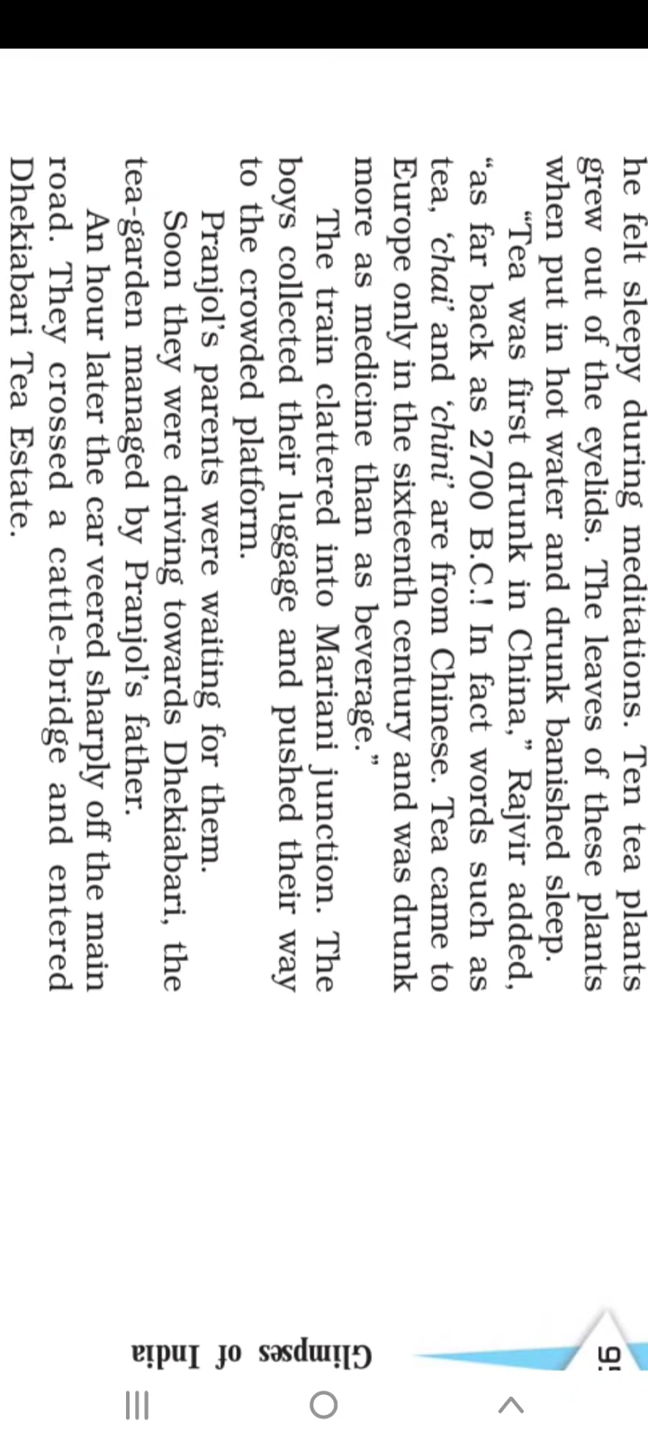 he felt sleepy during meditations. Ten tea plants
grew out of the eyelids. The leaves of these plants
when put in hot water and drunk banished sleep.
“Tea was first drunk in China,” Rajvir added,
“as far back as 2700 B.C.! In fact words such as
tea, ‘chai’ and ‘chini’ are from Chinese. Tea came to
Europe only in the sixteenth century and was drunk
more as medicine than as beverage.”
The train clattered into Mariani junction. The
boys collected their luggage and pushed their way
to the crowded platform.
Pranjol’s parents were waiting for them.
Soon they were driving towards Dhekiabari, the
tea-garden managed by Pranjol’s father.
An hour later the car veered sharply off the main
road. They crossed a cattle-bridge and entered
Dhekiabari Tea Estate.
Glimpses of India